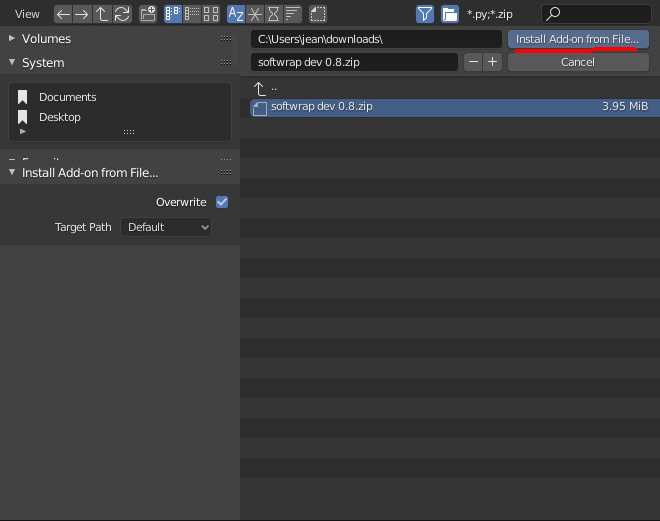 View
*.py;*.zip
Volumes
System
Documents
Desktop
Install Add-on from File...
Overwrite
Target Path Default
C:\Users\jean\downloads\
Install Add-on from File...
softwrap dev 0.8.zip
Cancel
..
softwrap dev 0.8.zip 3.95 MiB